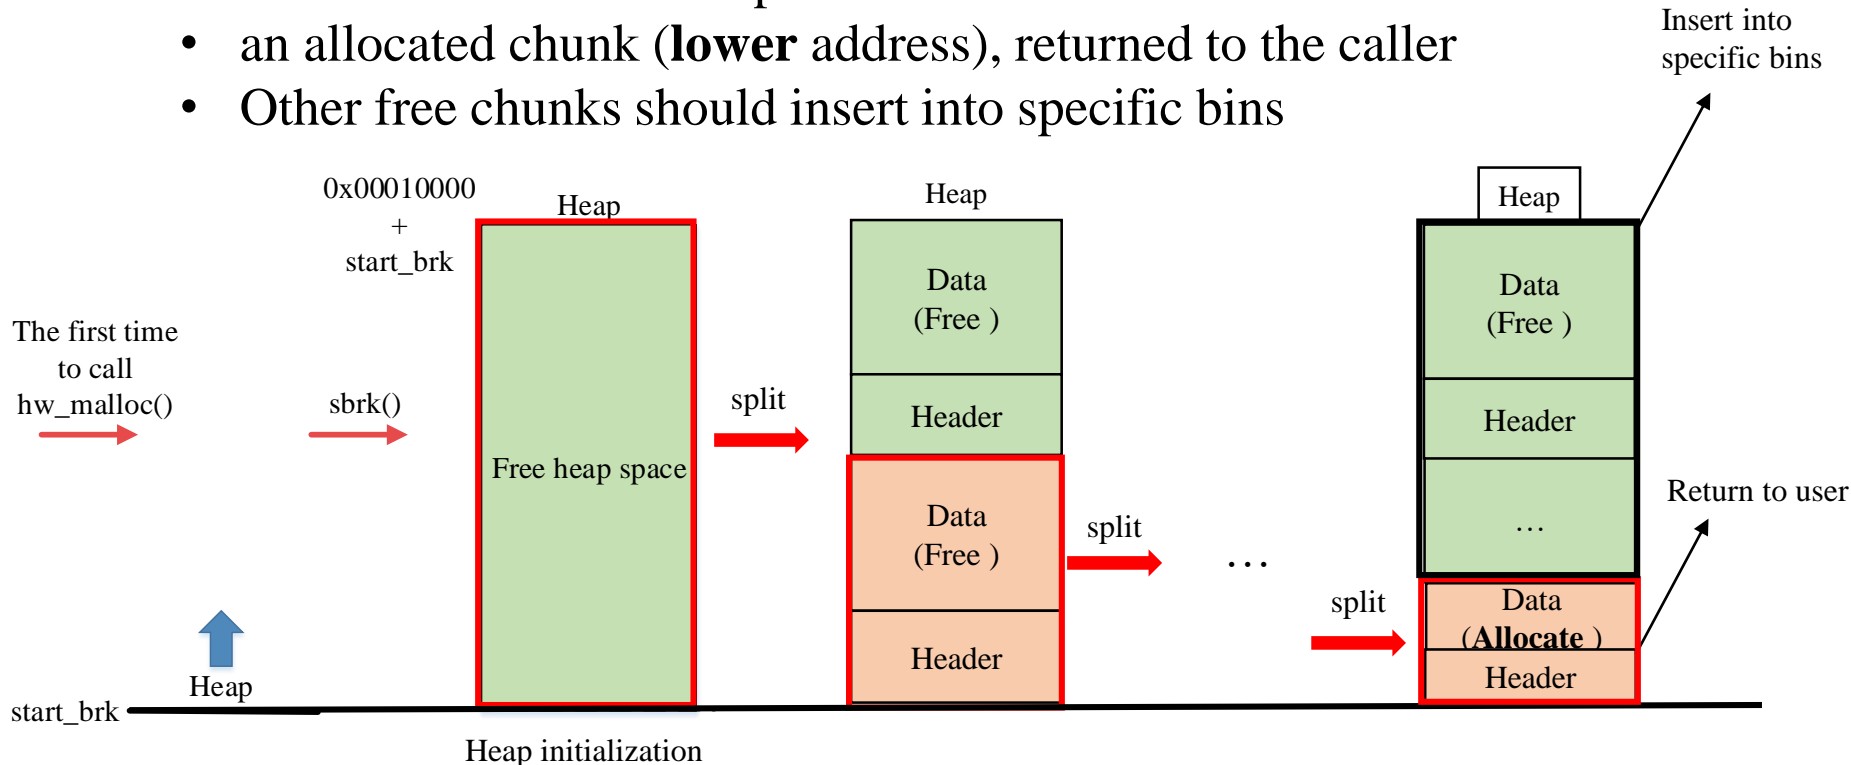 • an allocated chunk (lower address), returned to the caller
• Other free chunks should insert into specific bins
Insert into
specific bins
0x00010000
+
start_brk
Heap
Heap
Heap
The first time
to call
hw_malloc()
sbrk()
Free heap space
split
Data
(Free )
Header
Data
(Free )
Header
split
…
split
Data
(Free )
Header
…
Data
(Allocate )
Header
Return to user
Heap
start_brk
Heap initialization